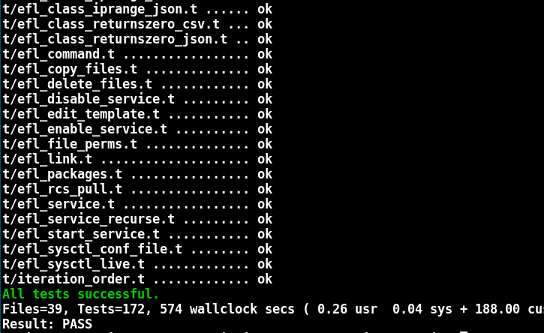 t/efl_class_iprange_json.t ...... ok
t/efl_class_returnszero_csv.t ... ok
t/efl_class_returnszero_json.t .. ok
t/efl_command.t ................. ok
t/efl_copy_files.t .............. ok
t/efl_delete_files.t ............ ok
t/efl_disable_service.t ......... ok
t/efl_edit_template.t ........... ok
t/efl_enable_service.t .......... ok
t/efl_file_perms.t .............. ok
t/efl_link.t .................... ok
t/efl_packages.t ................ ok
t/efl_rcs_pull.t ................ ok
t/efl_service.t ................. ok
t/efl_service_recurse.t ......... ok
t/efl_start_service.t ........... ok
t/efl_sysctl_conf_file.t ........ ok
t/efl_sysctl_live.t ............. ok
t/iteration_order.t ............. ok
All tests successful.
Files=39, Tests=172, 574 wallclock secs ( 0.26 usr  0.04 sys + 188.00 cus
Result: PASS